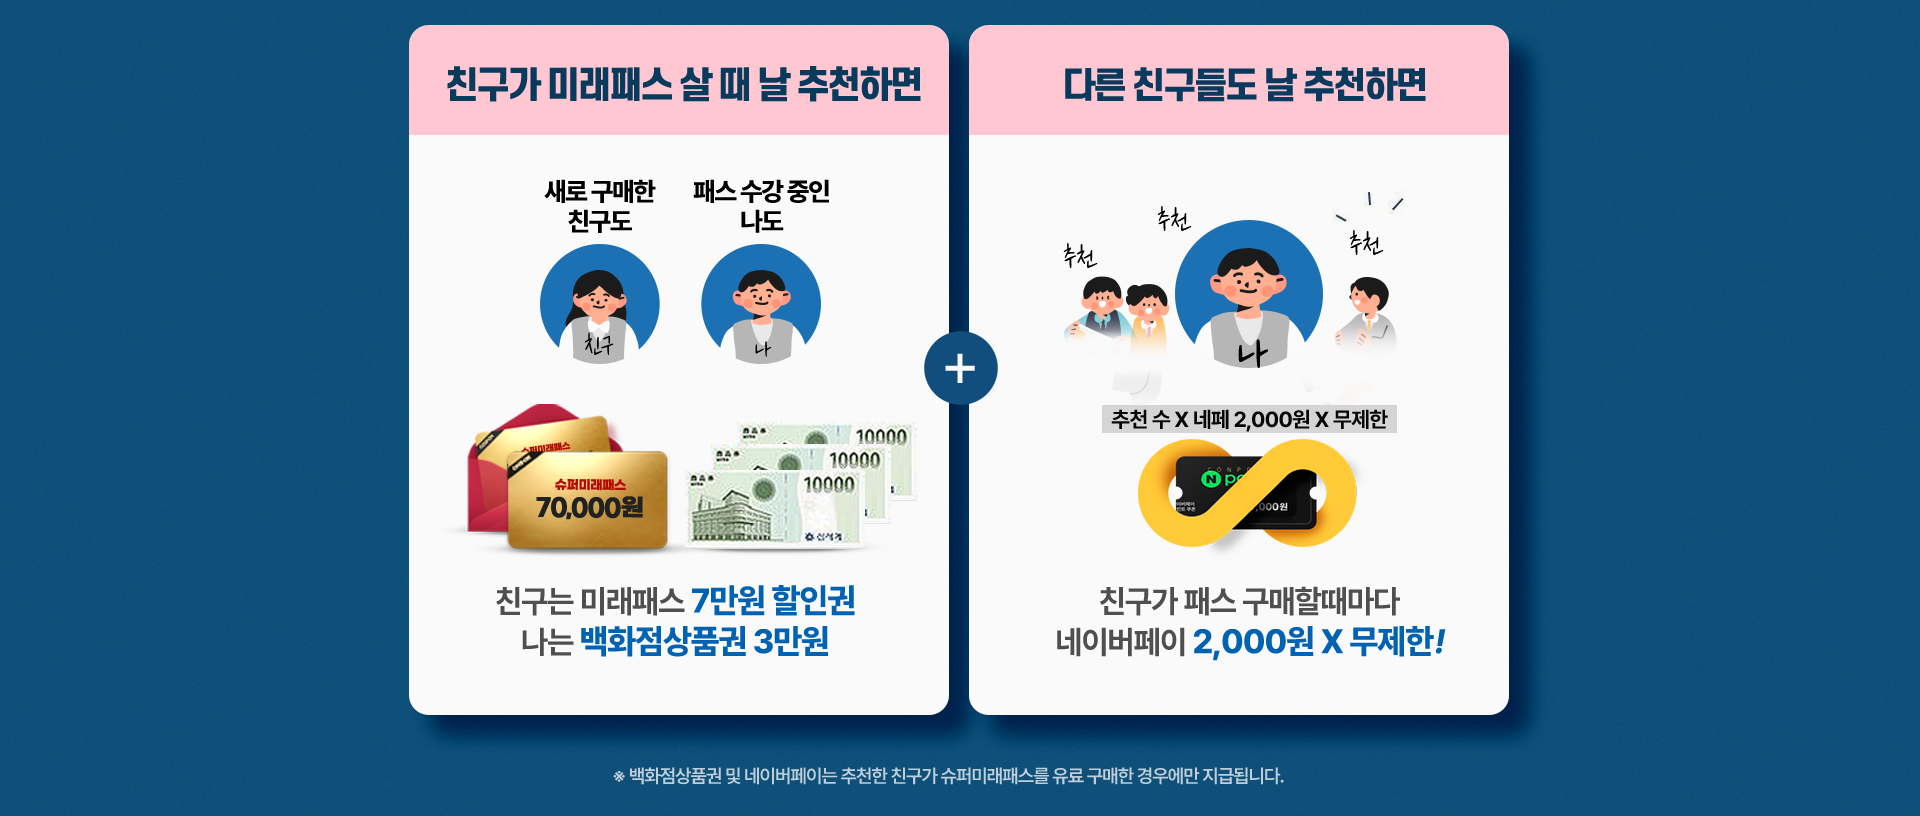 친구가 미래패스 살 때 날 추천하면
새로 구매한
친구도
패스 수강 중인
나도
친구
나
슈퍼미래패스
슈퍼미래패스
70,000원
10000
10000
10000
신세계
친구는 미래패스 7만원 할인권
나는 백화점상품권 3만원
+
다른 친구들도 날 추천하면
추천
추천
추천
나
추천 수 X 네페 2,000원 X 무제한
N
친구가 패스 구매할때마다
네이버페이 2,000원 X 무제한!
※ 백화점상품권 및 네이버페이는 추천한 친구가 슈퍼미래패스를 유료 구매한 경우에만 지급됩니다.